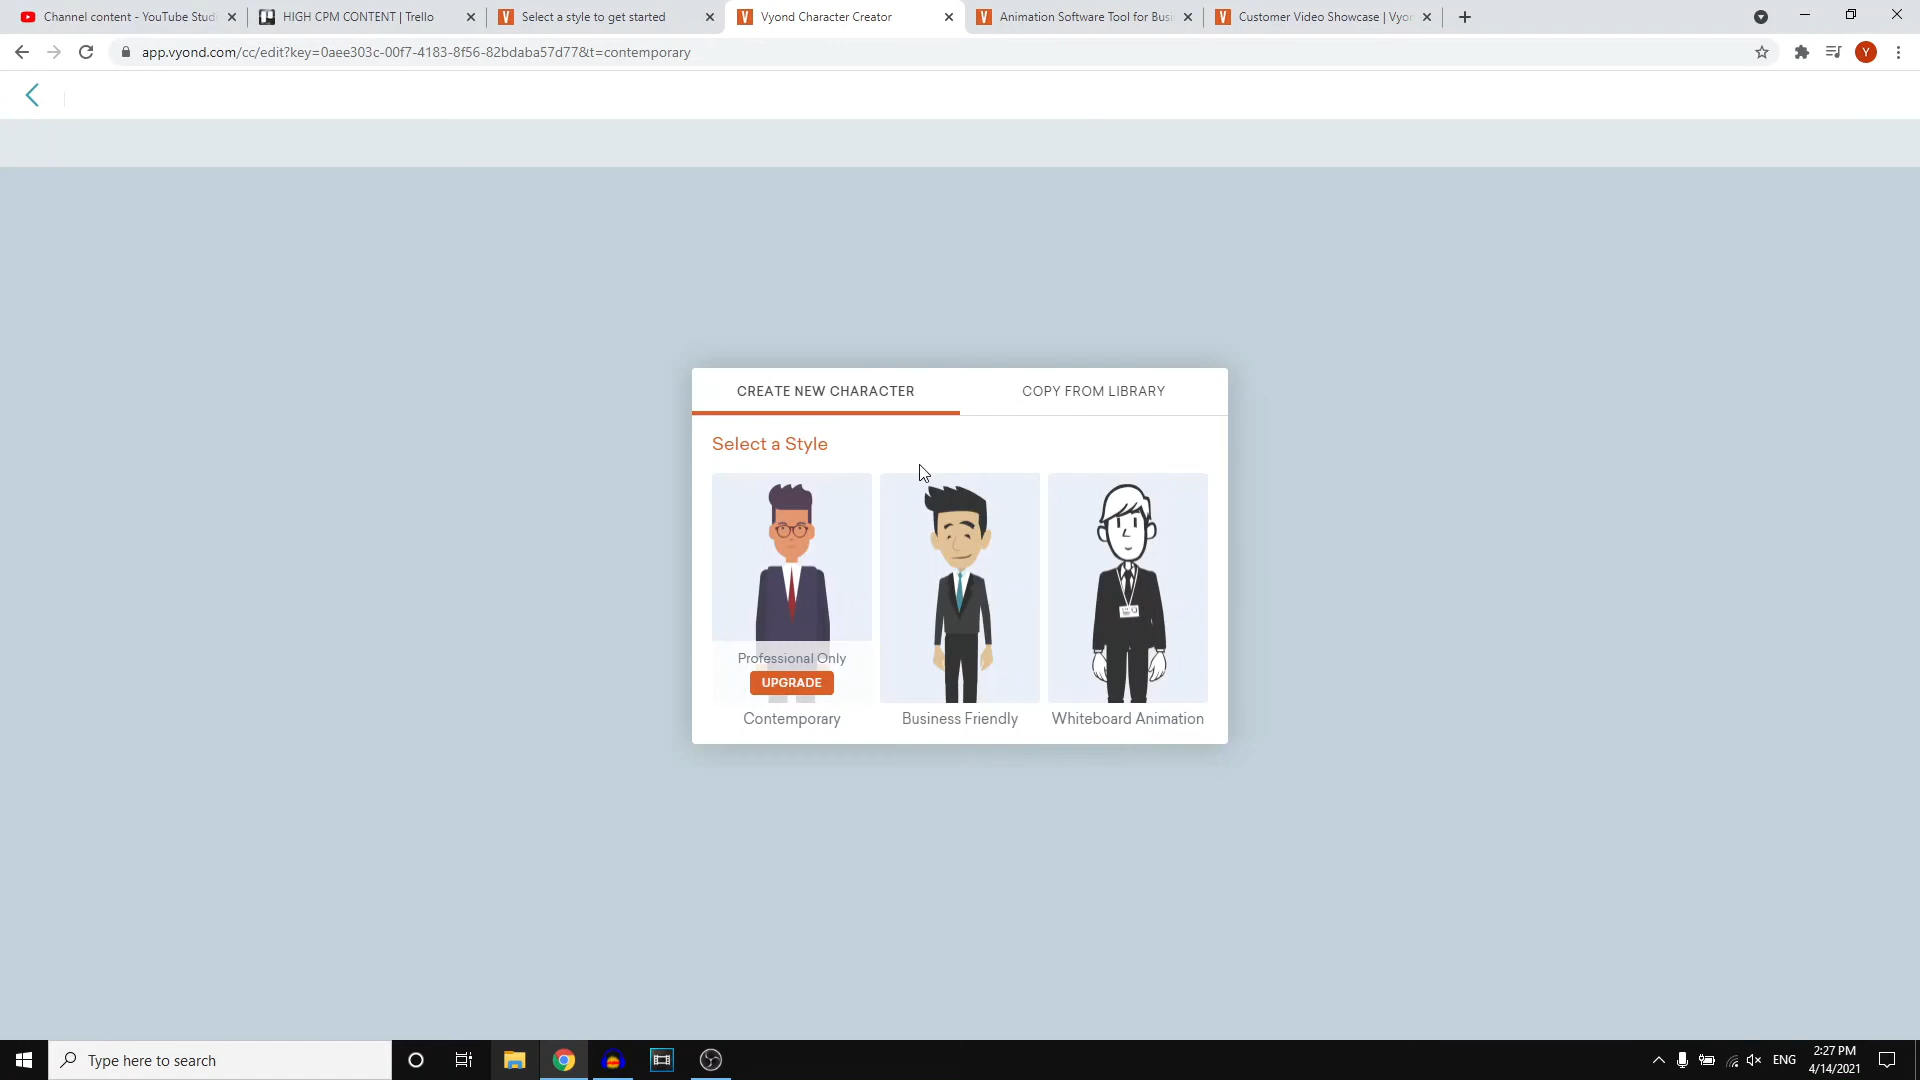 Channel content - YouTube Studi
HIGH CPM CONTENT | Trello
Select a style to get started
Vyond Character Creator
Animation Software Tool for Busi
Customer Video Showcase | Vyon
app.vyond.com/cc/edit?key=0aee303c-00f7-4183-8f56-82bdaba57d77&t=contemporary
Y
CREATE NEW CHARACTER
COPY FROM LIBRARY
Select a Style
Professional Only
UPGRADE
Contemporary
Business Friendly
Whiteboard Animation
Type here to search
ENG
2:27 PM
4/14/2021